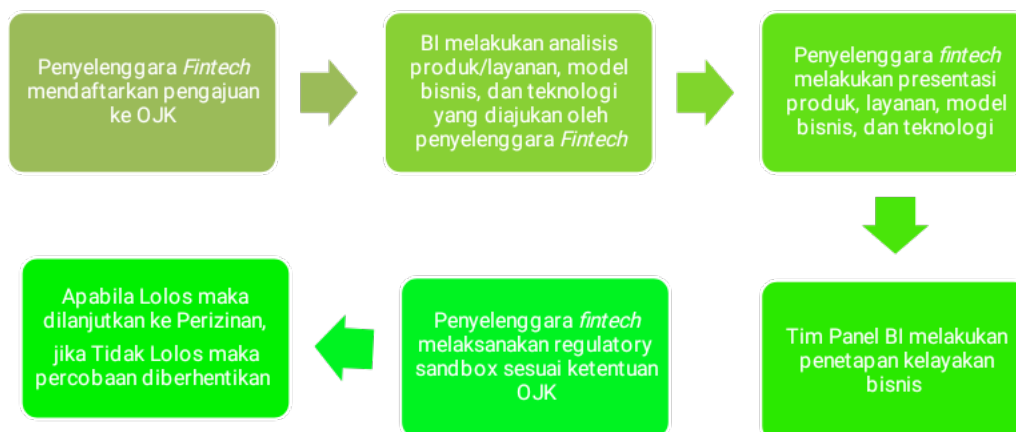 Penyelenggara Fintech
mendaftarkan pengajuan
ke OJK
BI melakukan analisis
produk/layanan, model
bisnis, dan teknologi
yang diajukan oleh
penyelenggara Fintech
Penyelenggara fintech
melakukan presentasi
produk, layanan, model
bisnis, dan teknologi
Tim Panel BI melakukan
penetapan kelayakan
bisnis
Penyelenggara fintech
melaksanakan regulatory
sandbox sesuai ketentuan
OJK
Apabila Lolos maka
dilanjutkan ke Perizinan,
jika Tidak Lolos maka
percobaan diberhentikan